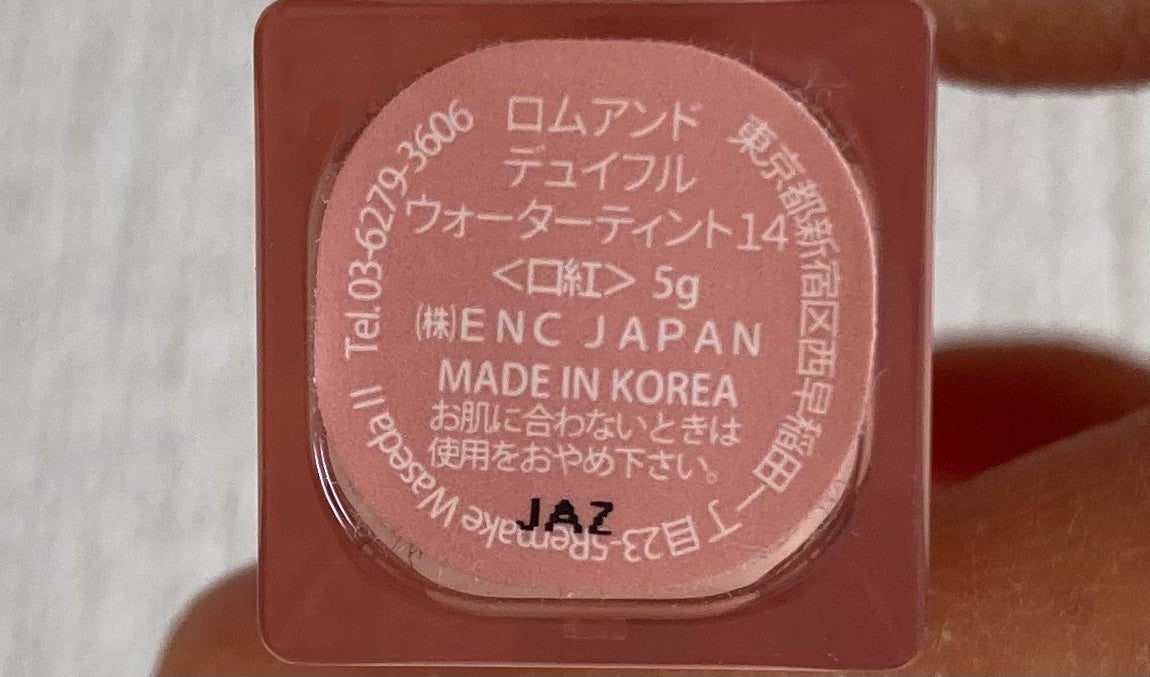 ロムアンド
デュイフル
ウォーターティント14
<口紅> 5g
㈱ENC JAPAN
MADE IN KOREA
お肌に合わないときは
使用をおやめ下さい。
JAZ
東京都新宿区西早稲田一丁目23-5Remake Waseda II Tel.03-6279-3606